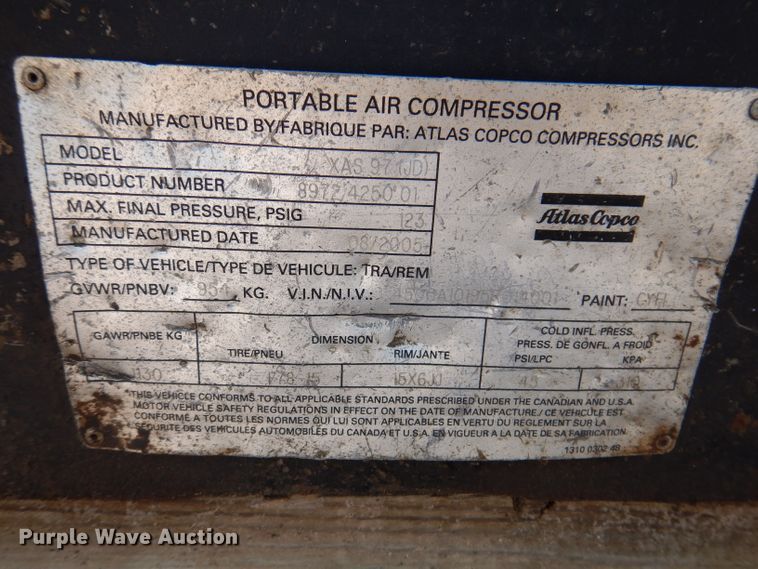 PORTABLE AIR COMPRESSOR
MANUFACTURED BY/FABRIQUE PAR: ATLAS COPCO COMPRESSORS INC.
MODEL XAS 97 (JD)
PRODUCT NUMBER 8972 4250 01
MAX. FINAL PRESSURE, PSIG 123
MANUFACTURED DATE 08/2005
Atlas Copco
TYPE OF VEHICLE/TYPE DE VEHICULE: TRA/REM
GVWR/PNBV: 954 KG. V.I.N./N.I.V.: PAINT:
GAWR/PNBE KG DIMENSION COLD INFL. PRESS.
PRESS. DE GONFL. A FROID
TIRE/PNEU RIM/JANTE PSI/LPC KPA
1130 15X6JJ 45
THIS VEHICLE CONFORMS TO ALL APPLICABLE STANDARDS PRESCRIBED UNDER THE CANADIAN AND U.S.A.
MOTOR VEHICLE SAFETY REGULATIONS IN EFFECT ON THE DATE OF MANUFACTURE./ CE VEHICULE EST
CONFORME A TOUTES LES NORMES QUI LUI SONT APPLICABLES EN VERTU DU REGLEMENT SUR LA
SECURITE DES VEHICULES AUTOMOBILES DU CANADA ET U.S.A. EN VIGUEUR A LA DATE DE SA FABRICATION.
1310 0302 48
Purple Wave Auction